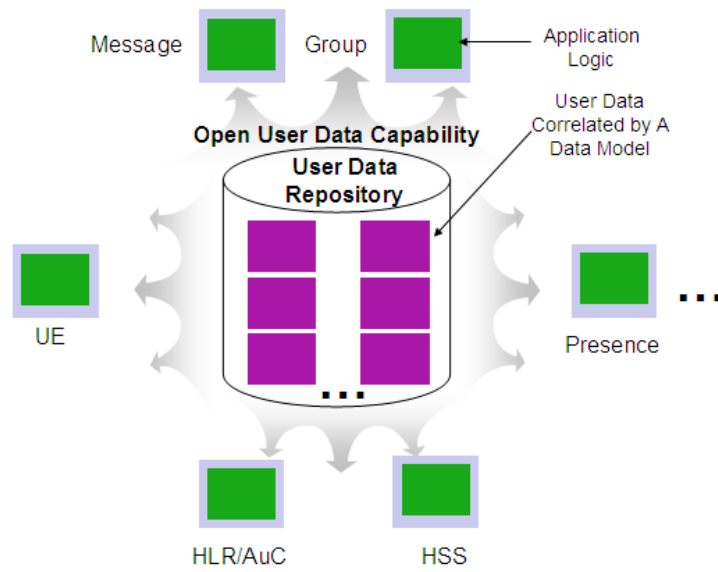 Message
Group
Application
Logic
User Data
Correlated by A
Data Model
Open User Data Capability
User Data
Repository
UE
...
Presence
...
HLR/AuC
HSS